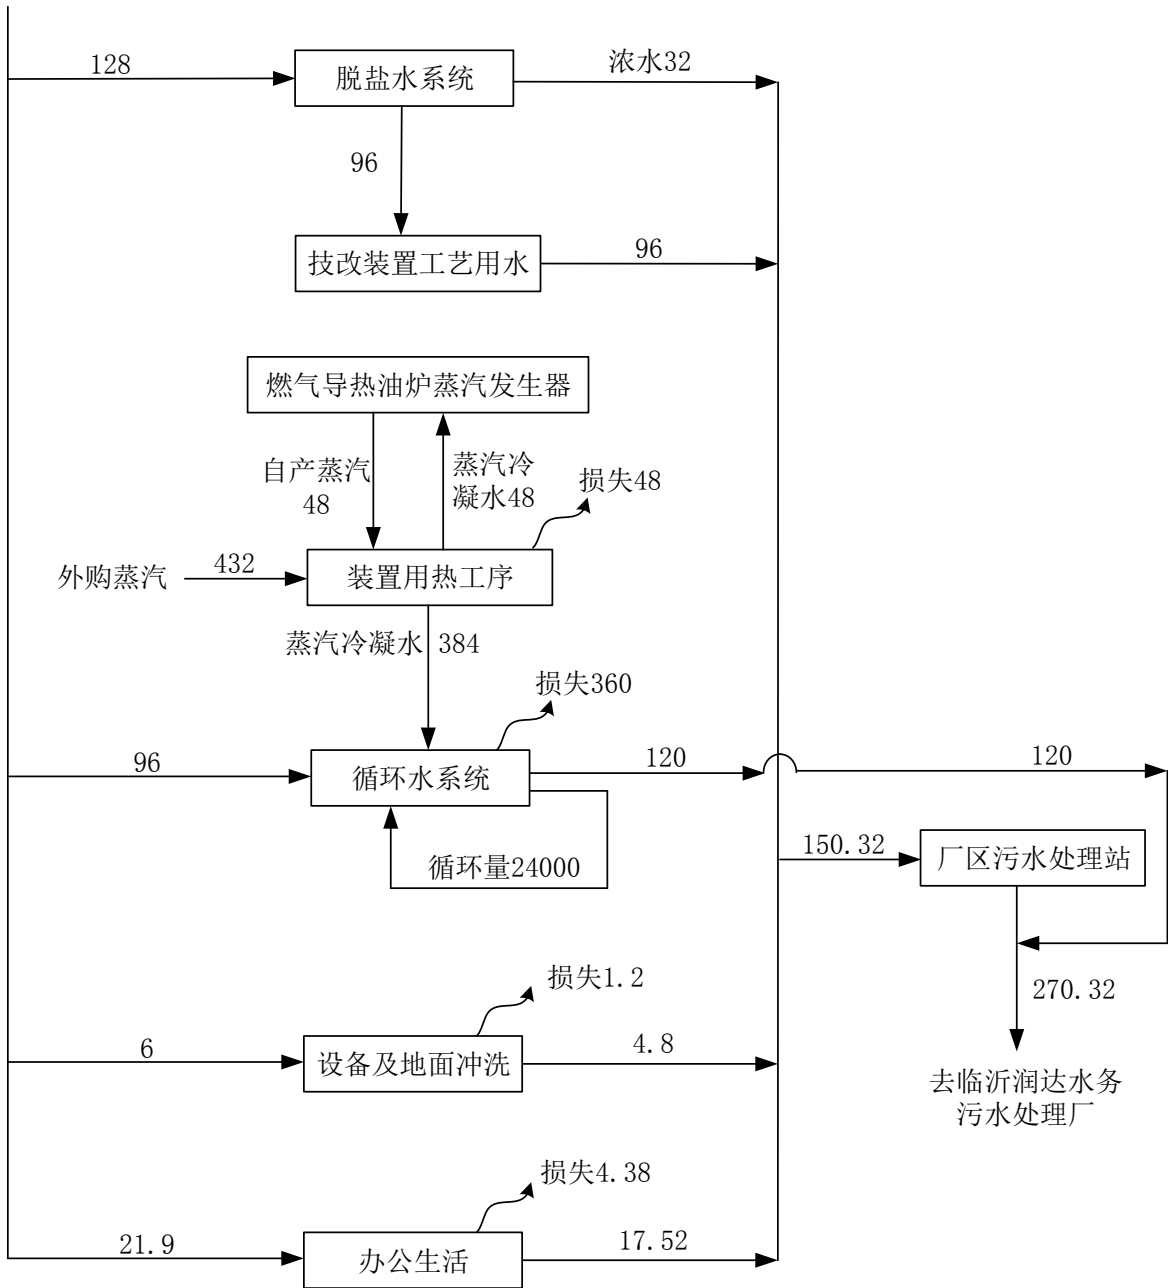 128
脱盐水系统
浓水32
96
技改装置工艺用水
96
燃气导热油炉蒸汽发生器
自产蒸汽
48
蒸汽冷
凝水48
损失48
外购蒸汽
432
装置用热工序
蒸汽冷凝水
384
损失360
96
循环水系统
120
120
循环量24000
150.32
厂区污水处理站
270.32
去临沂润达水务
污水处理厂
损失1.2
6
设备及地面冲洗
4.8
损失4.38
21.9
办公生活
17.52